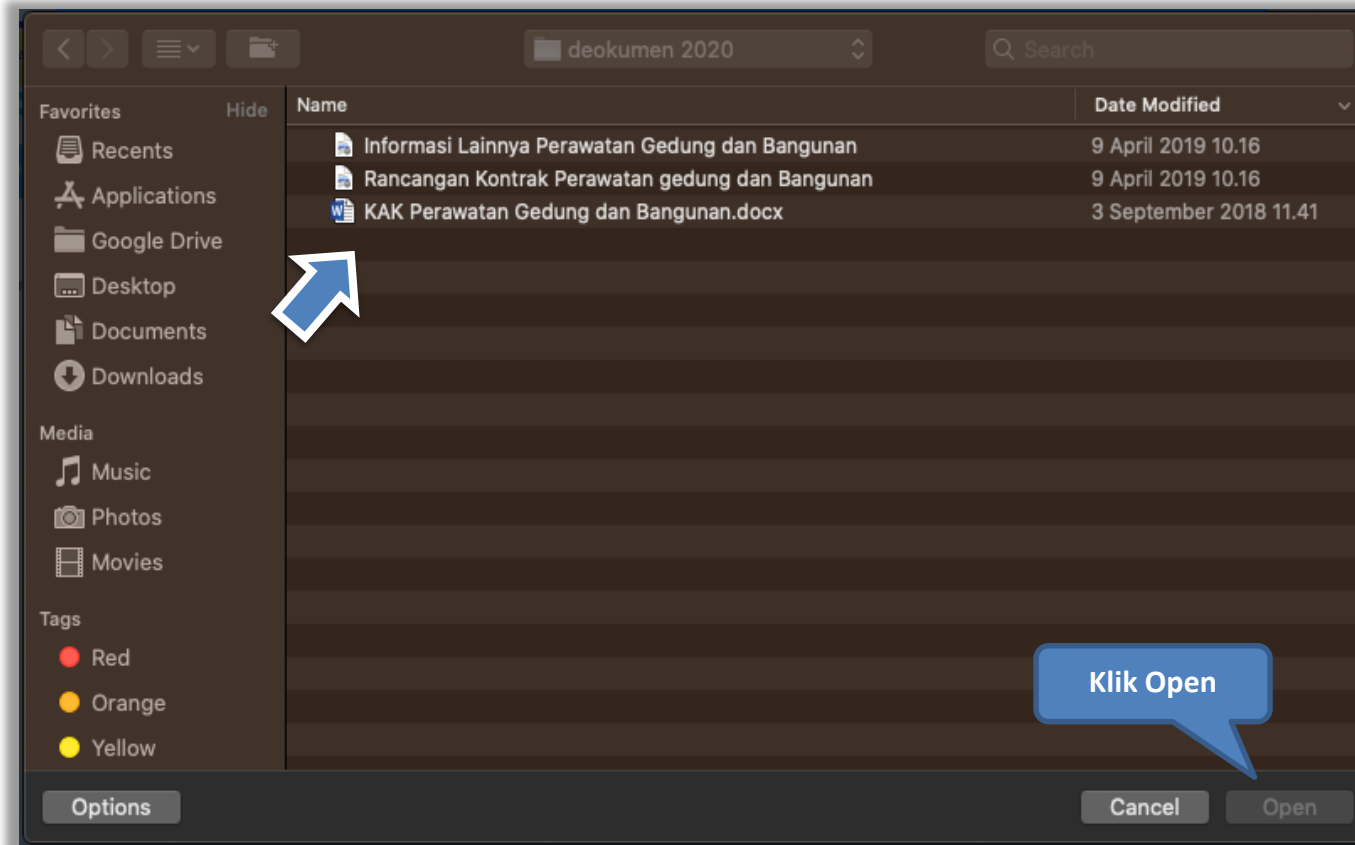 deokumen 2020
Search
Favorites Hide
Recents
Applications
Google Drive
Desktop
Documents
Downloads
Media
Music
Photos
Movies
Tags
Red
Orange
Yellow
Name Date Modified
Informasi Lainnya Perawatan Gedung dan Bangunan 9 April 2019 10.16
Rancangan Kontrak Perawatan gedung dan Bangunan 9 April 2019 10.16
KAK Perawatan Gedung dan Bangunan.docx 3 September 2018 11.41
Klik Open
Options Cancel Open